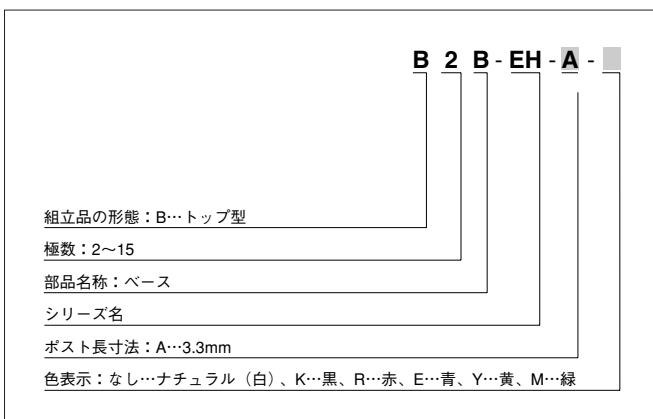 B 2 B - EH - A -
組立品の形態：B…トップ型
極数：2〜15
部品名称：ベース
シリーズ名
ポスト長寸法：A…3.3mm
色表示：なし…ナチュラル（白）、K…黒、R…赤、E…青、Y…黄、M…緑